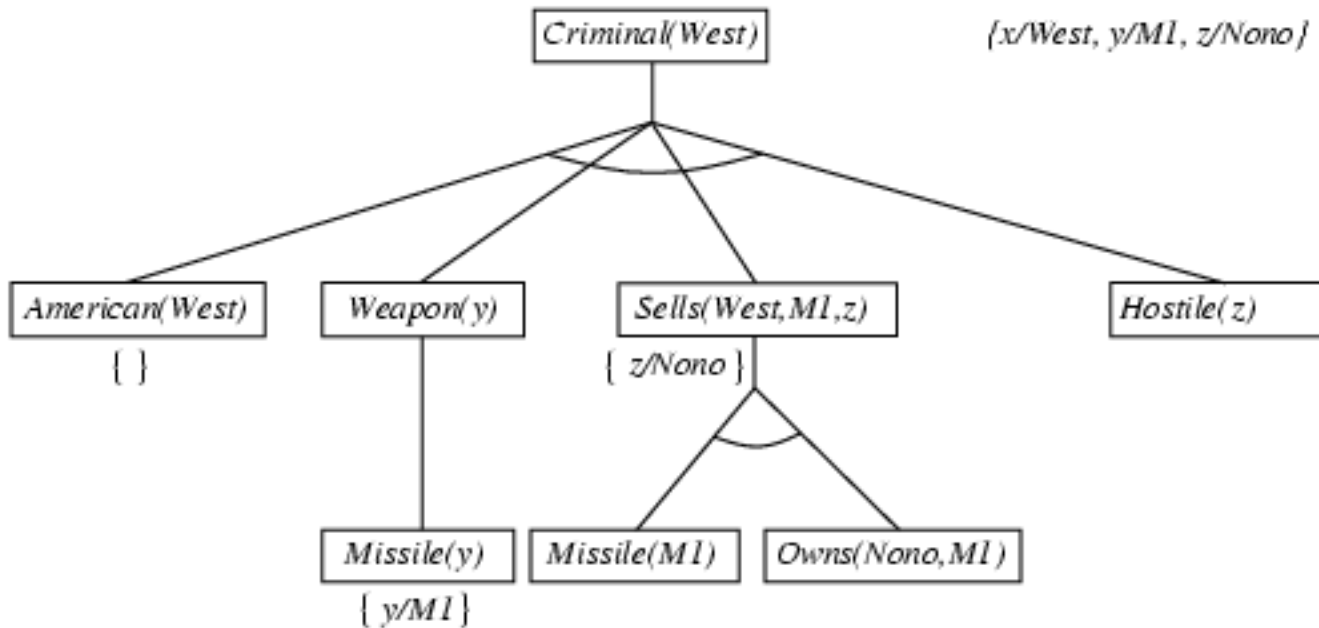 Criminal(West)
{x/West, y/M1, z/Nono}
American(West)
Weapon(y)
Sells(West,M1,z)
Hostile(z)
{ }
{ z/Nono }
Missile(y)
Missile(M1)
Owns(Nono,M1)
{ y/M1 }